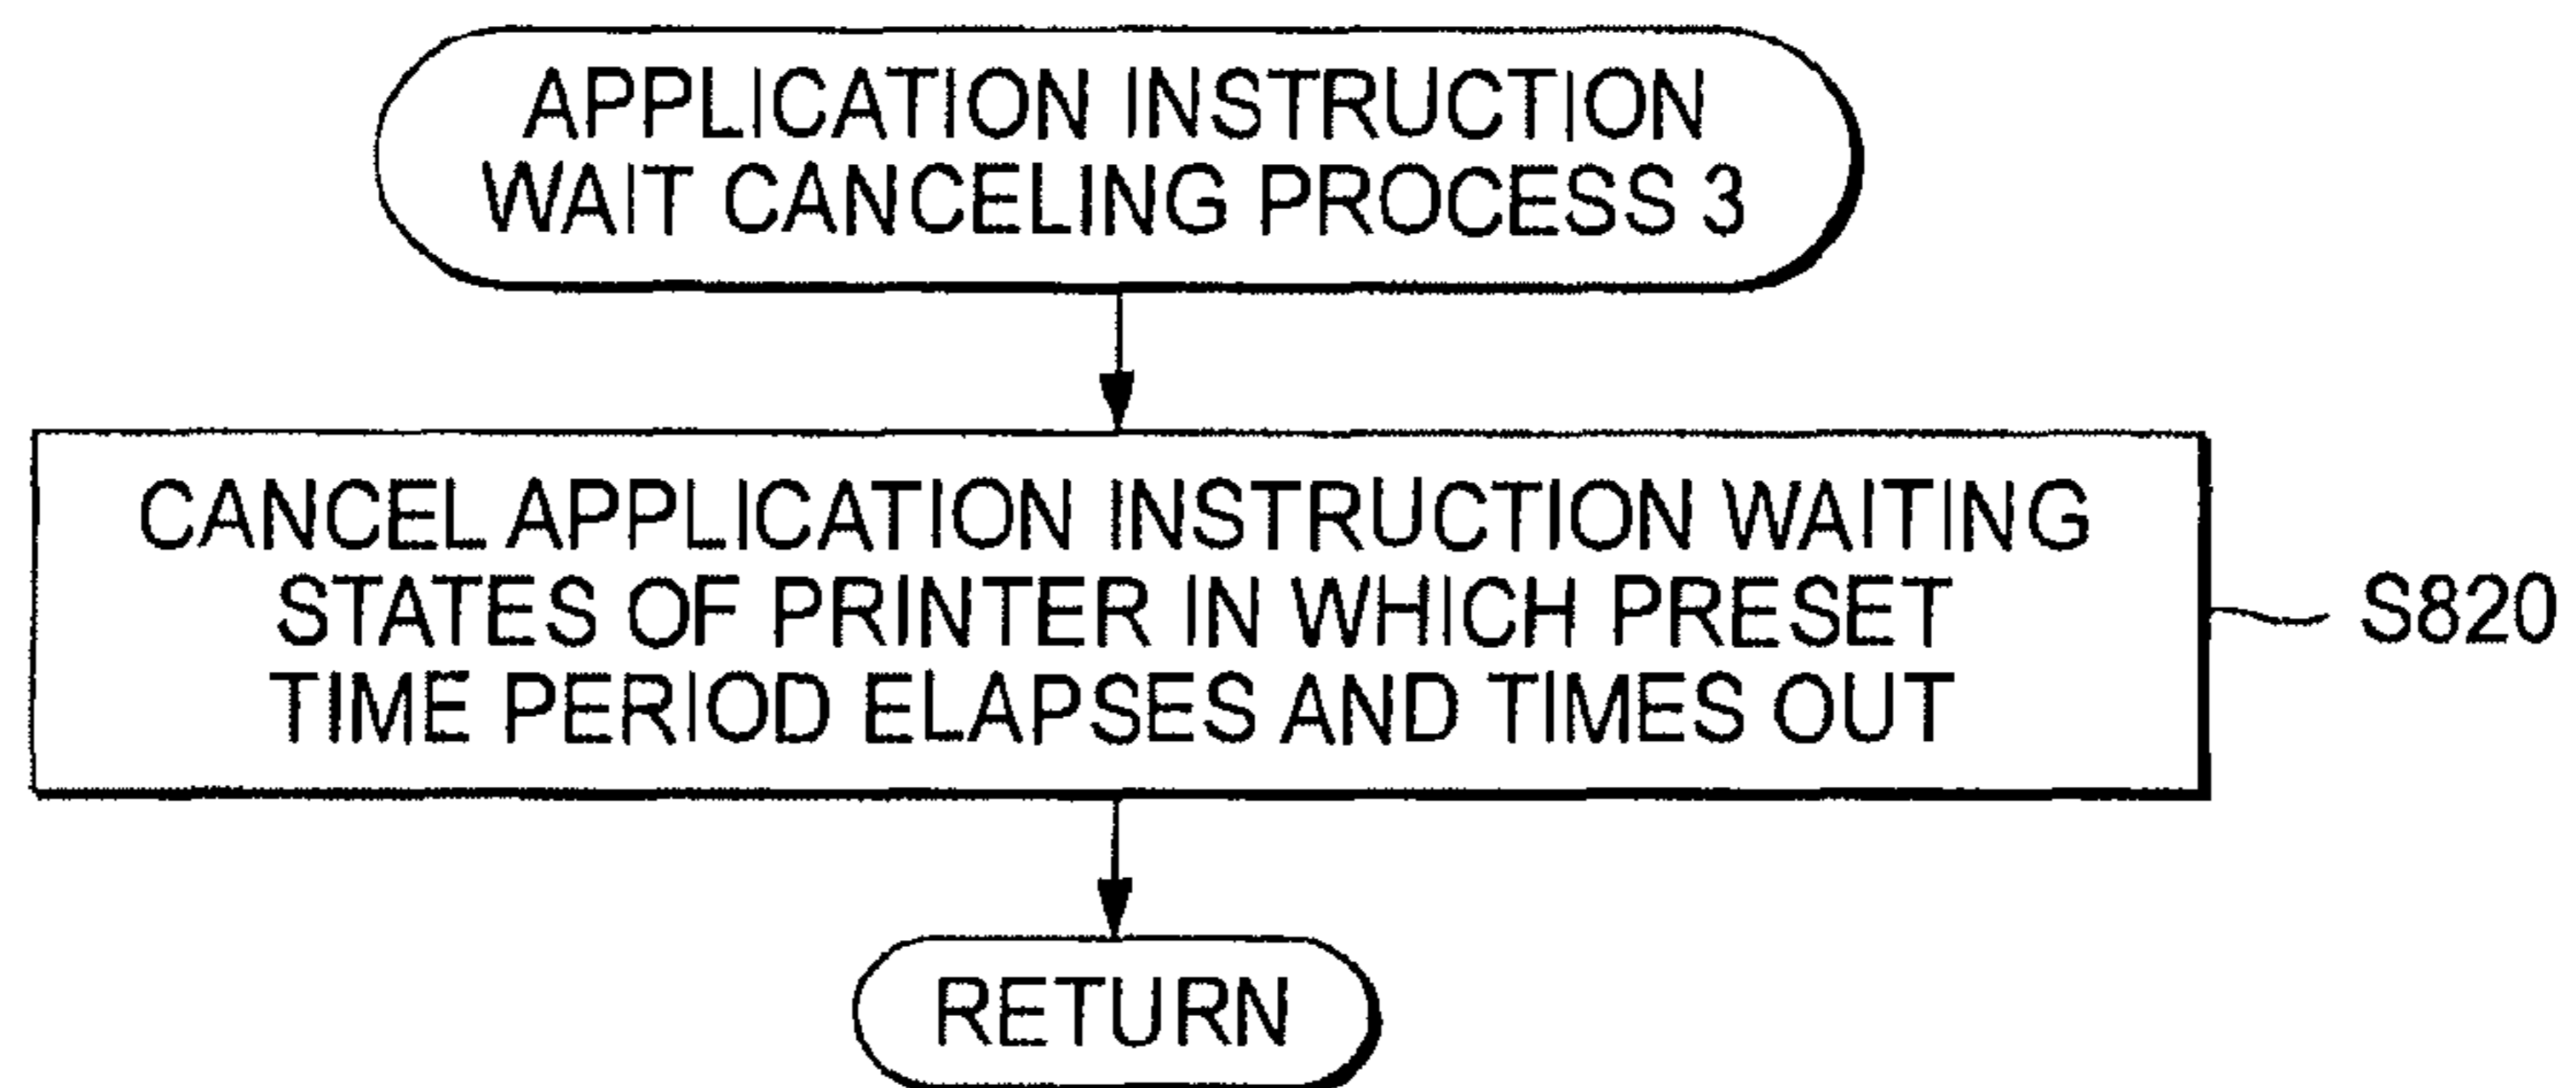 APPLICATION INSTRUCTION
WAIT CANCELING PROCESS 3
CANCEL APPLICATION INSTRUCTION WAITING
STATES OF PRINTER IN WHICH PRESET
TIME PERIOD ELAPSES AND TIMES OUT
S820
RETURN